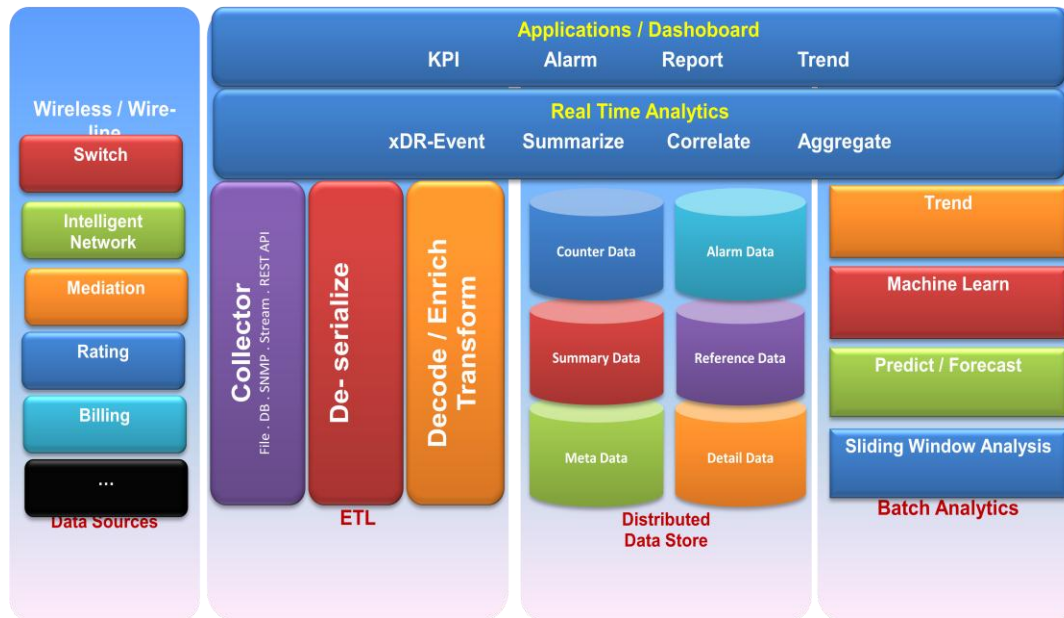 Applications / Dashoboard
KPI Alarm Report Trend
Real Time Analytics
xDR-Event Summarize Correlate Aggregate
Wireless / Wire-
line
Switch
Intelligent
Network
Mediation
Rating
Billing
...
Data Sources
Collector
File . DB . SNMP . Stream . REST API
De- serialize
Decode / Enrich
Transform
ETL
Counter Data
Alarm Data
Summary Data
Reference Data
Meta Data
Detail Data
Distributed
Data Store
Trend
Machine Learn
Predict / Forecast
Sliding Window Analysis
Batch Analytics